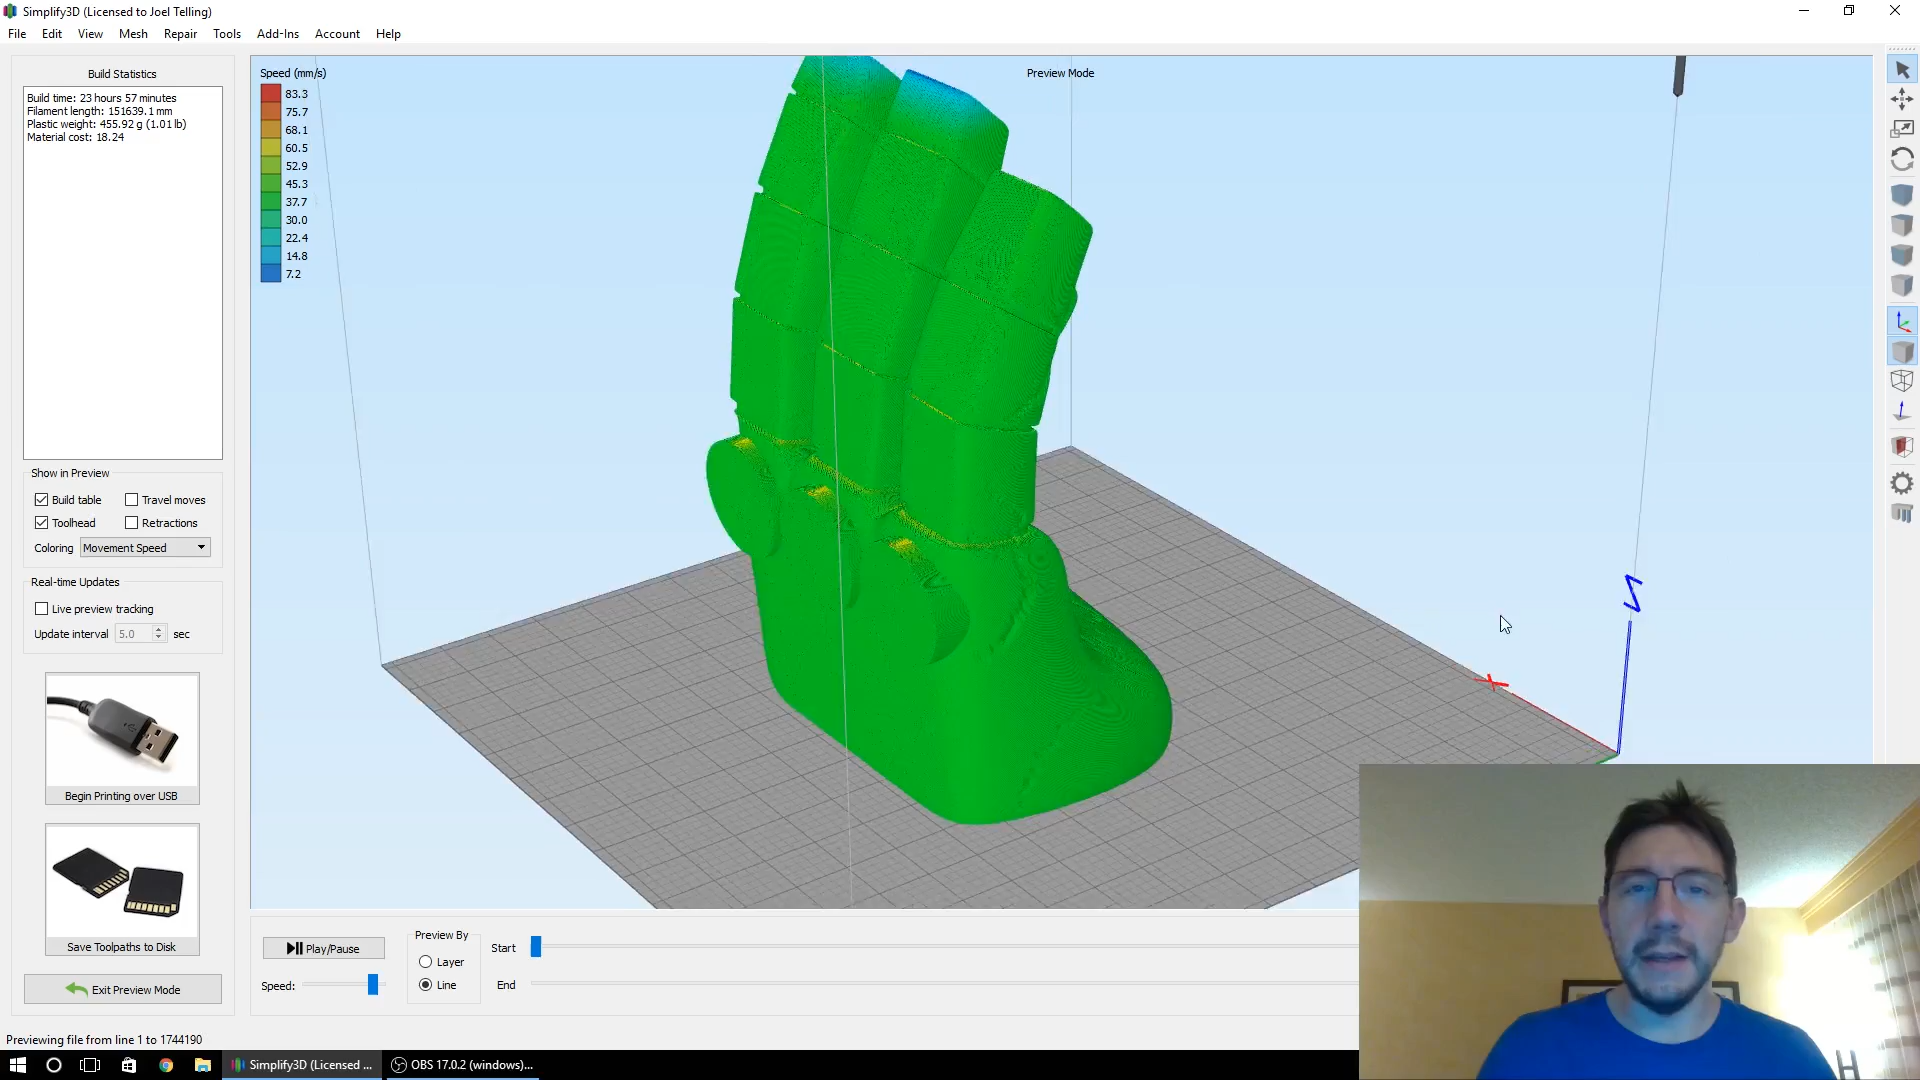 Simplify3D (Licensed to Joel Telling)
File Edit View Mesh Repair Tools Add-Ins Account Help
Build Statistics
Build time: 23 hours 57 minutes
Filament length: 151639.1 mm
Plastic weight: 455.92 g (1.01 lb)
Material cost: 18.24
Show in Preview
Build table
Travel moves
Toolhead
Retractions
Coloring Movement Speed
Real-time Updates
Live preview tracking
Update interval 5.0 sec
Begin Printing over USB
Save Toolpaths to Disk
Exit Preview Mode
Speed (mm/s)
83.3
75.7
68.1
60.5
52.9
45.3
37.7
30.0
22.4
14.8
7.2
Preview Mode
Z
X
Play/Pause
Speed:
Preview By
Layer
Line
Start
End
Previewing file from line 1 to 1744190
Simplify3D (Licensed ...
OBS 17.0.2 (windows)...